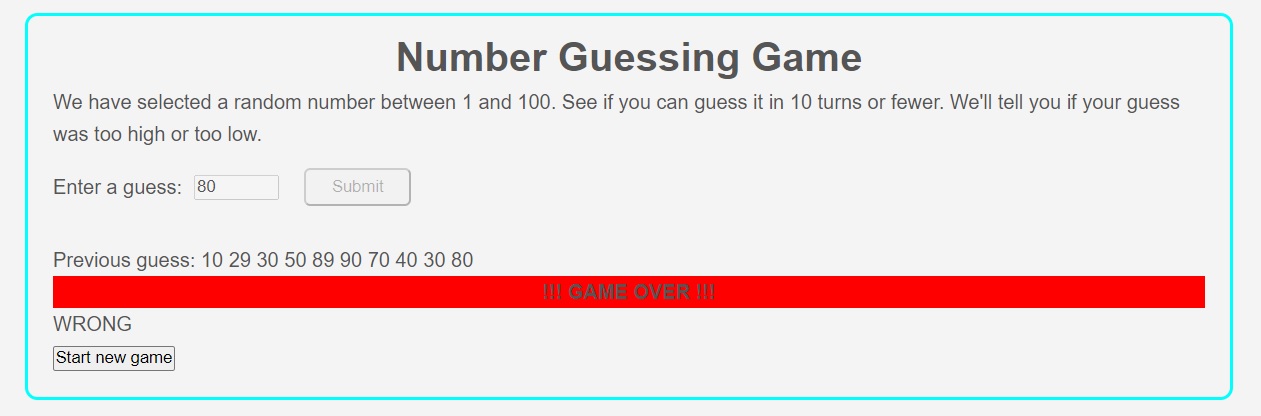 Number Guessing Game
We have selected a random number between 1 and 100. See if you can guess it in 10 turns or fewer. We'll tell you if your guess
was too high or too low.
Enter a guess: 80 Submit
Previous guess: 10 29 30 50 89 90 70 40 30 80
!!! GAME OVER !!!
WRONG
Start new game